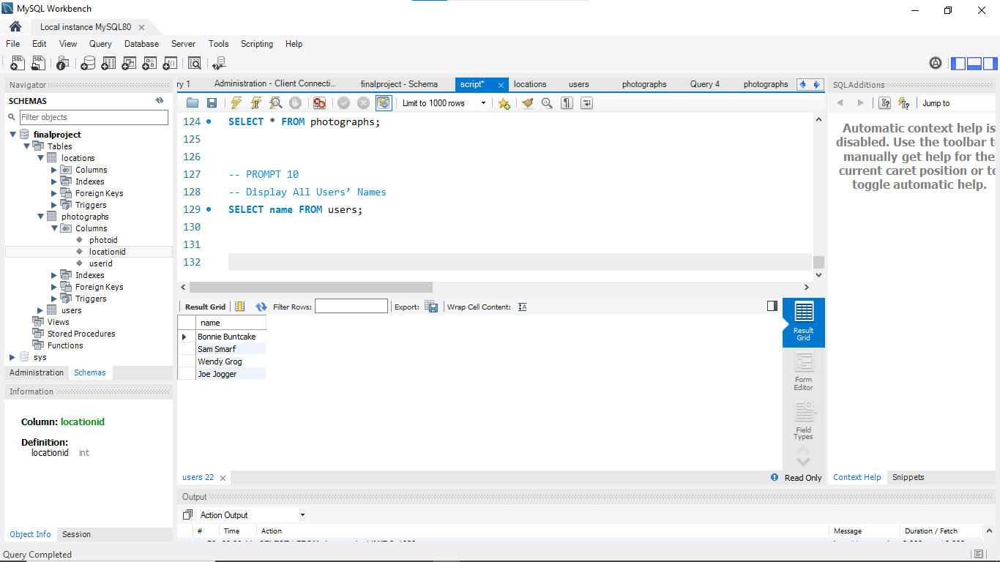 MySQL Workbench
Local instance MySQL80
File Edit View Query Database Server Tools Scripting Help
Navigator
SCHEMAS
Filter objects
finalproject
Tables
locations
Columns
Indexes
Foreign Keys
Triggers
photographs
Columns
photoid
locationid
userid
Indexes
Foreign Keys
Triggers
users
Views
Stored Procedures
Functions
sys
Administration Schemas
Information
Column: locationid
Definition:
locationid int
Object Info Session
ry 1 Administration - Client Connecti... finalproject - Schema script* locations users photographs Query 4 photographs
Limit to 1000 rows
124 SELECT * FROM photographs;
125
126
127 -- PROMPT 10
128 -- Display All Users’ Names
129 SELECT name FROM users;
130
131
132
Result Grid Filter Rows: Export: Wrap Cell Content:
name
Bonnie Buntcake
Sam Smarf
Wendy Grog
Joe Jogger
Result
Grid
Form
Editor
Field
Types
users 22
Read Only
Output
Action Output
# Time Action Message Duration / Fetch
SQLAdditions
Jump to
Automatic context help is
disabled. Use the toolbar t
manually get help for the
current caret position or to
toggle automatic help.
Context Help Snippets
Query Completed